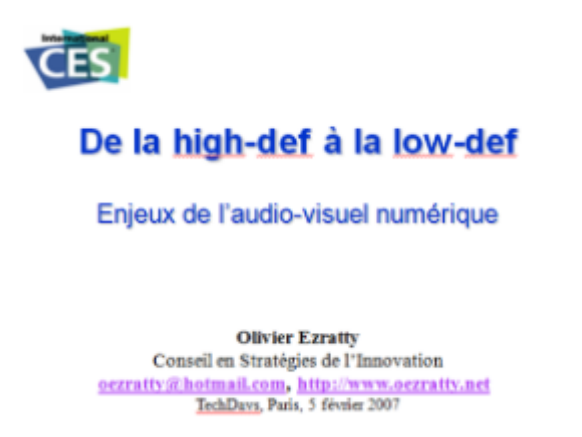 International
CES
De la high-def à la low-def
Enjeux de l'audio-visuel numérique
Olivier Ezratty
Conseil en Stratégies de l'Innovation
oezratty@hotmail.com, http://www.oezratty.net
TechDays, Paris, 5 février 2007